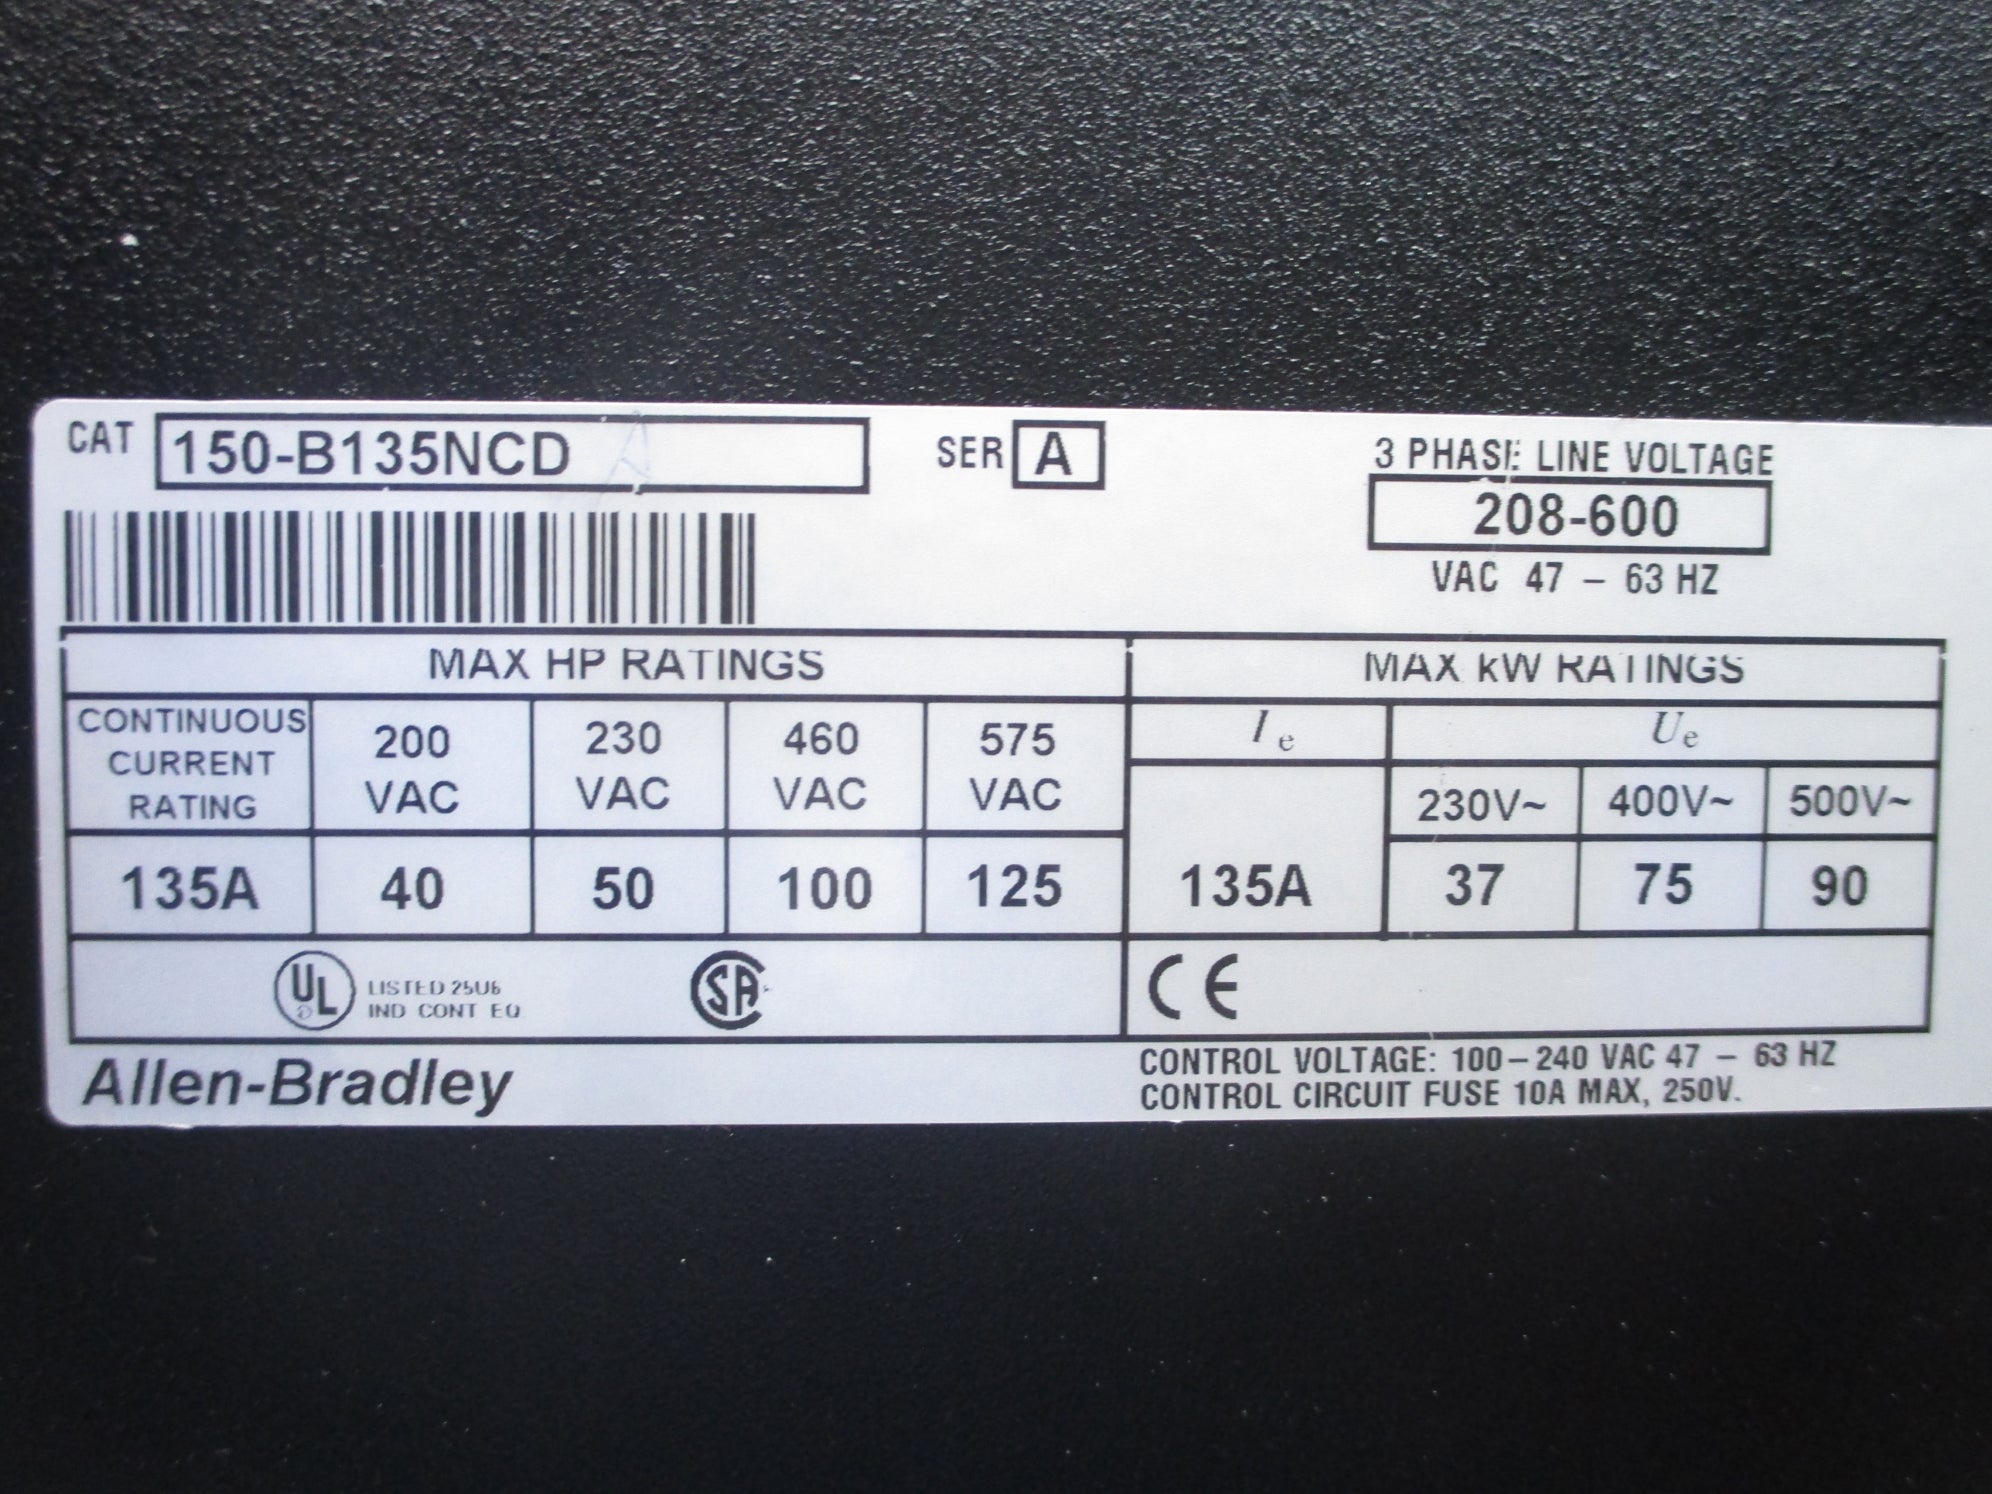 CAT 150-B135NCD A SER A 3 PHASE LINE VOLTAGE
208-600
VAC 47 – 63 HZ
MAX HP RATINGS MAX kW RATINGS
CONTINUOUS CURRENT RATING 200 VAC 230 VAC 460 VAC 575 VAC Ie Ue
230V~ 400V~ 500V~
135A 40 50 100 125 135A 37 75 90
UL LISTED 25U6 SA CE
IND CONT EQ
Allen-Bradley
CONTROL VOLTAGE: 100–240 VAC 47 – 63 HZ
CONTROL CIRCUIT FUSE 10A MAX, 250V.